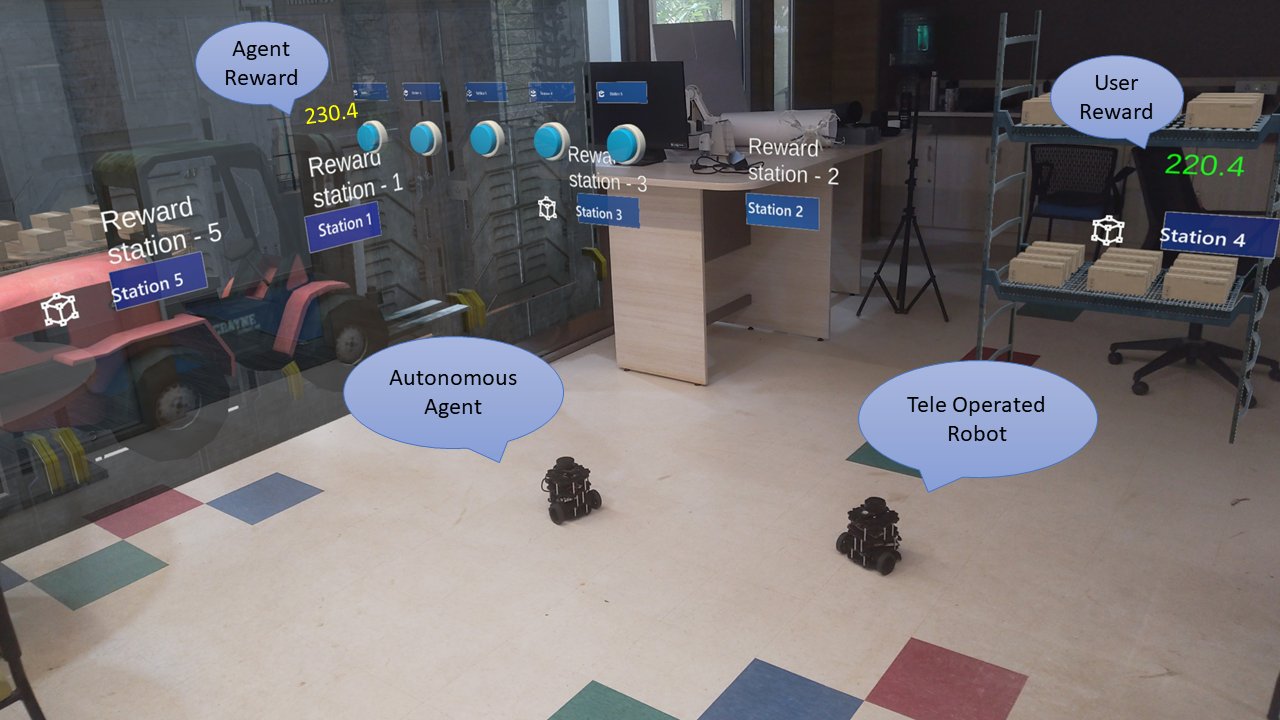 Agent
Reward
230.4
User
Reward
220.4
Reward
station - 1
Station 1
Reward
station - 3
Station 3
Reward
station - 2
Station 2
Reward
station - 5
Station 5
Station 4
Autonomous
Agent
Tele Operated
Robot